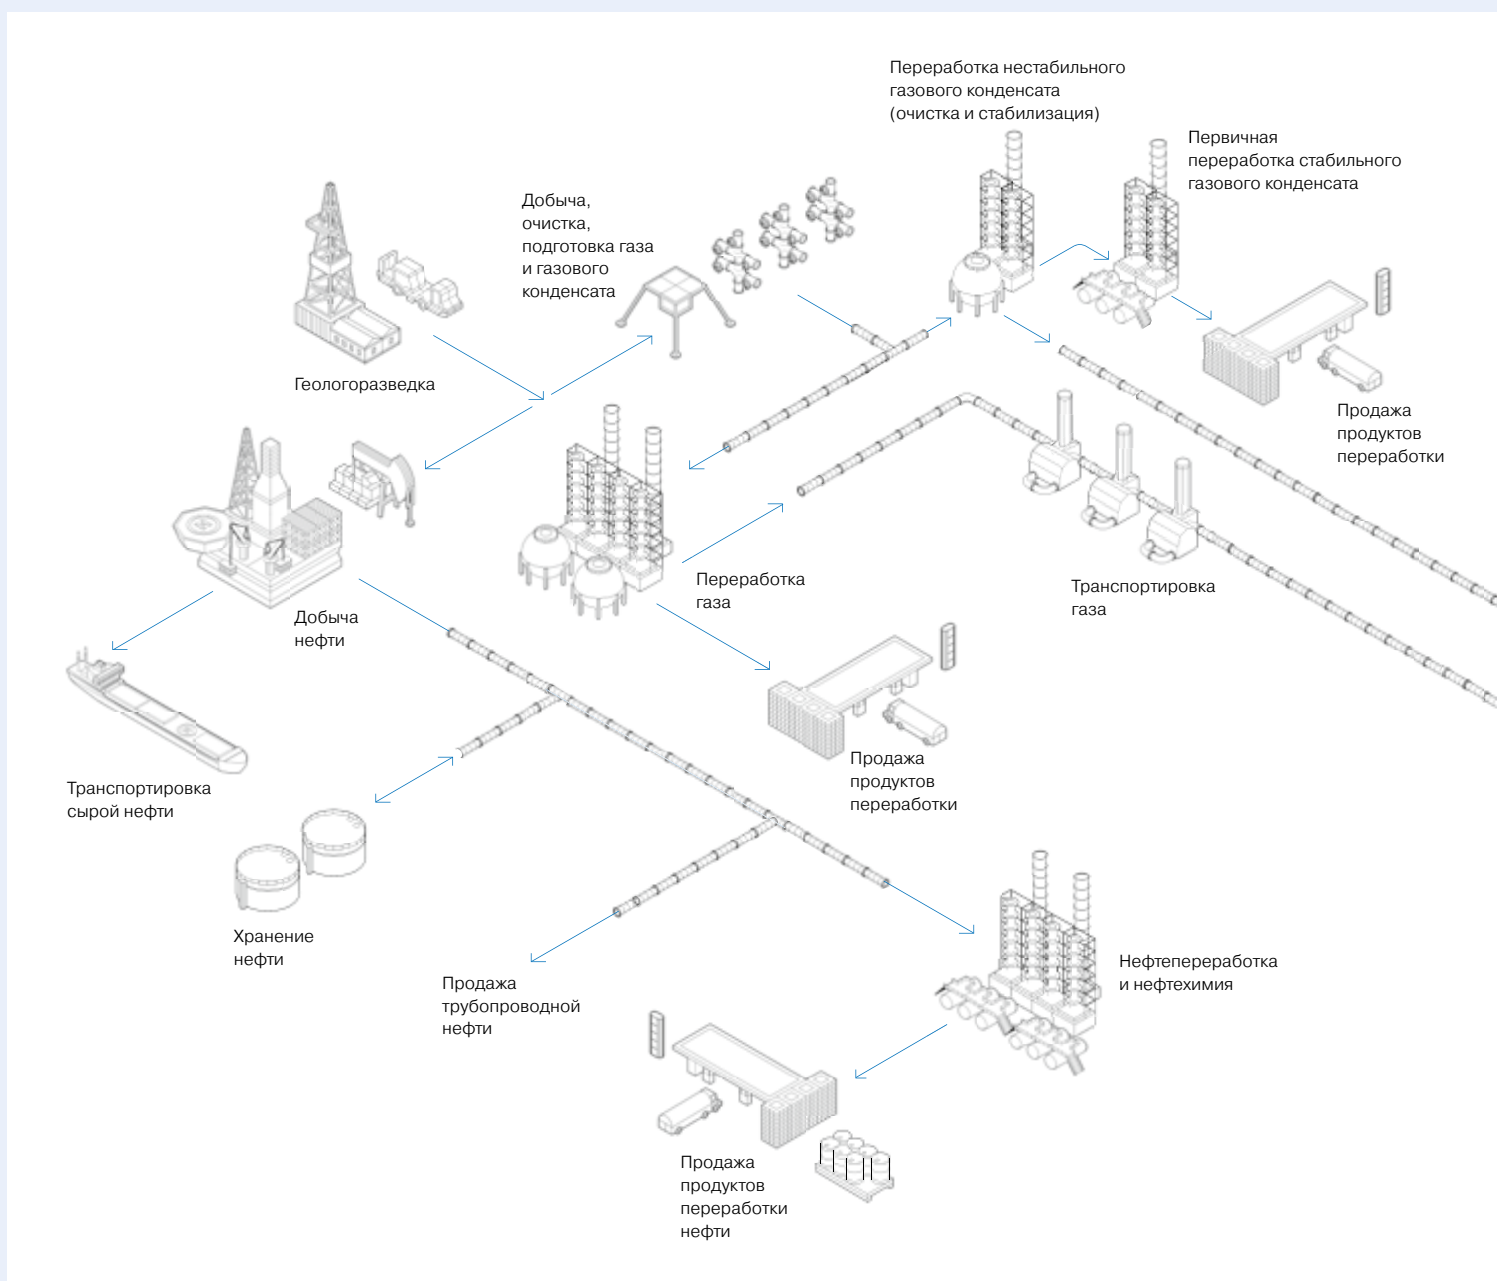 Переработка нестабильного
газового конденсата
(очистка и стабилизация)
Первичная
переработка стабильного
газового конденсата
Добыча,
очистка,
подготовка газа
и газового
конденсата
Геологоразведка
Продажа
продуктов
переработки
Переработка
газа
Транспортировка
газа
Добыча
нефти
Продажа
продуктов
переработки
Транспортировка
сырой нефти
Хранение
нефти
Продажа
трубопроводной
нефти
Нефтепереработка
и нефтехимия
Продажа
продуктов
переработки
нефти